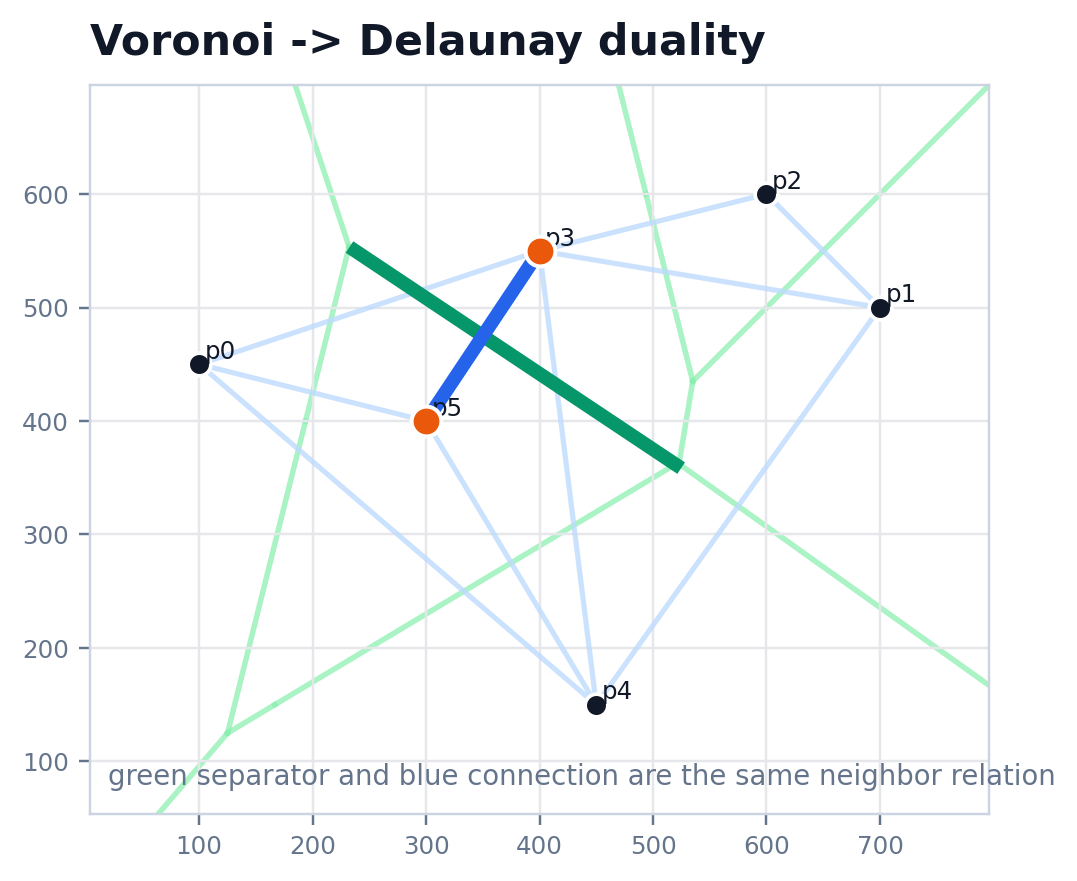 Voronoi -> Delaunay duality
600
500
400
300
200
100
p2
p3
p1
p0
p5
p4
green separator and blue connection are the same neighbor relation
100 200 300 400 500 600 700